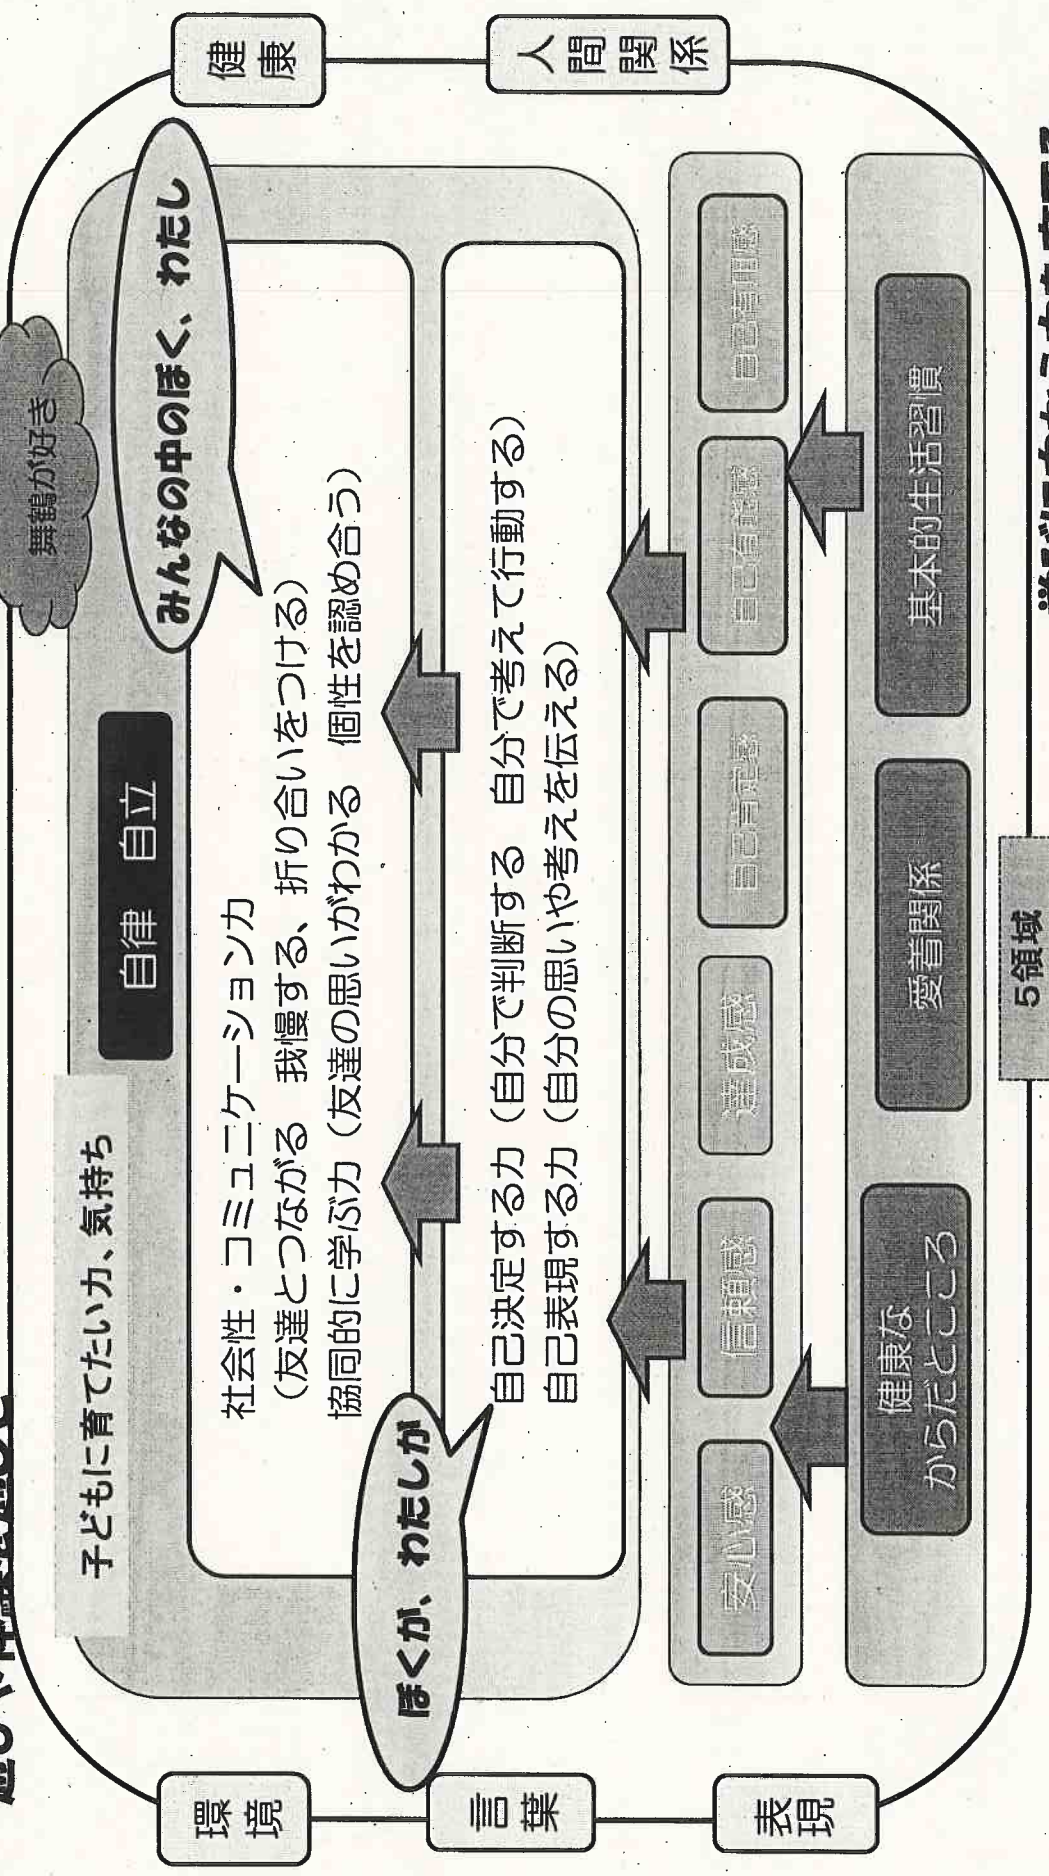 遊びや体験を通して
舞鶴が好き
子どもに育てたい力、気持ち
自律　自立
みんなの中のぼく、わたし
健康
環境
社会性・コミュニケーション力
（友達とつながる　我慢する、折り合いをつける）
協同的に学ぶ力（友達の思いがわかる　個性を認め合う）
ぼくが、わたしが
人間関係
言葉
自己決定する力（自分で判断する　自分で考えて行動する）
自己表現する力（自分の思いや考えを伝える）
表現
安心感
信頼感
達成感
自己肯定感
自己有能感
自己有用感
健康な
からだとこころ
愛着関係
基本的生活習慣
5領域